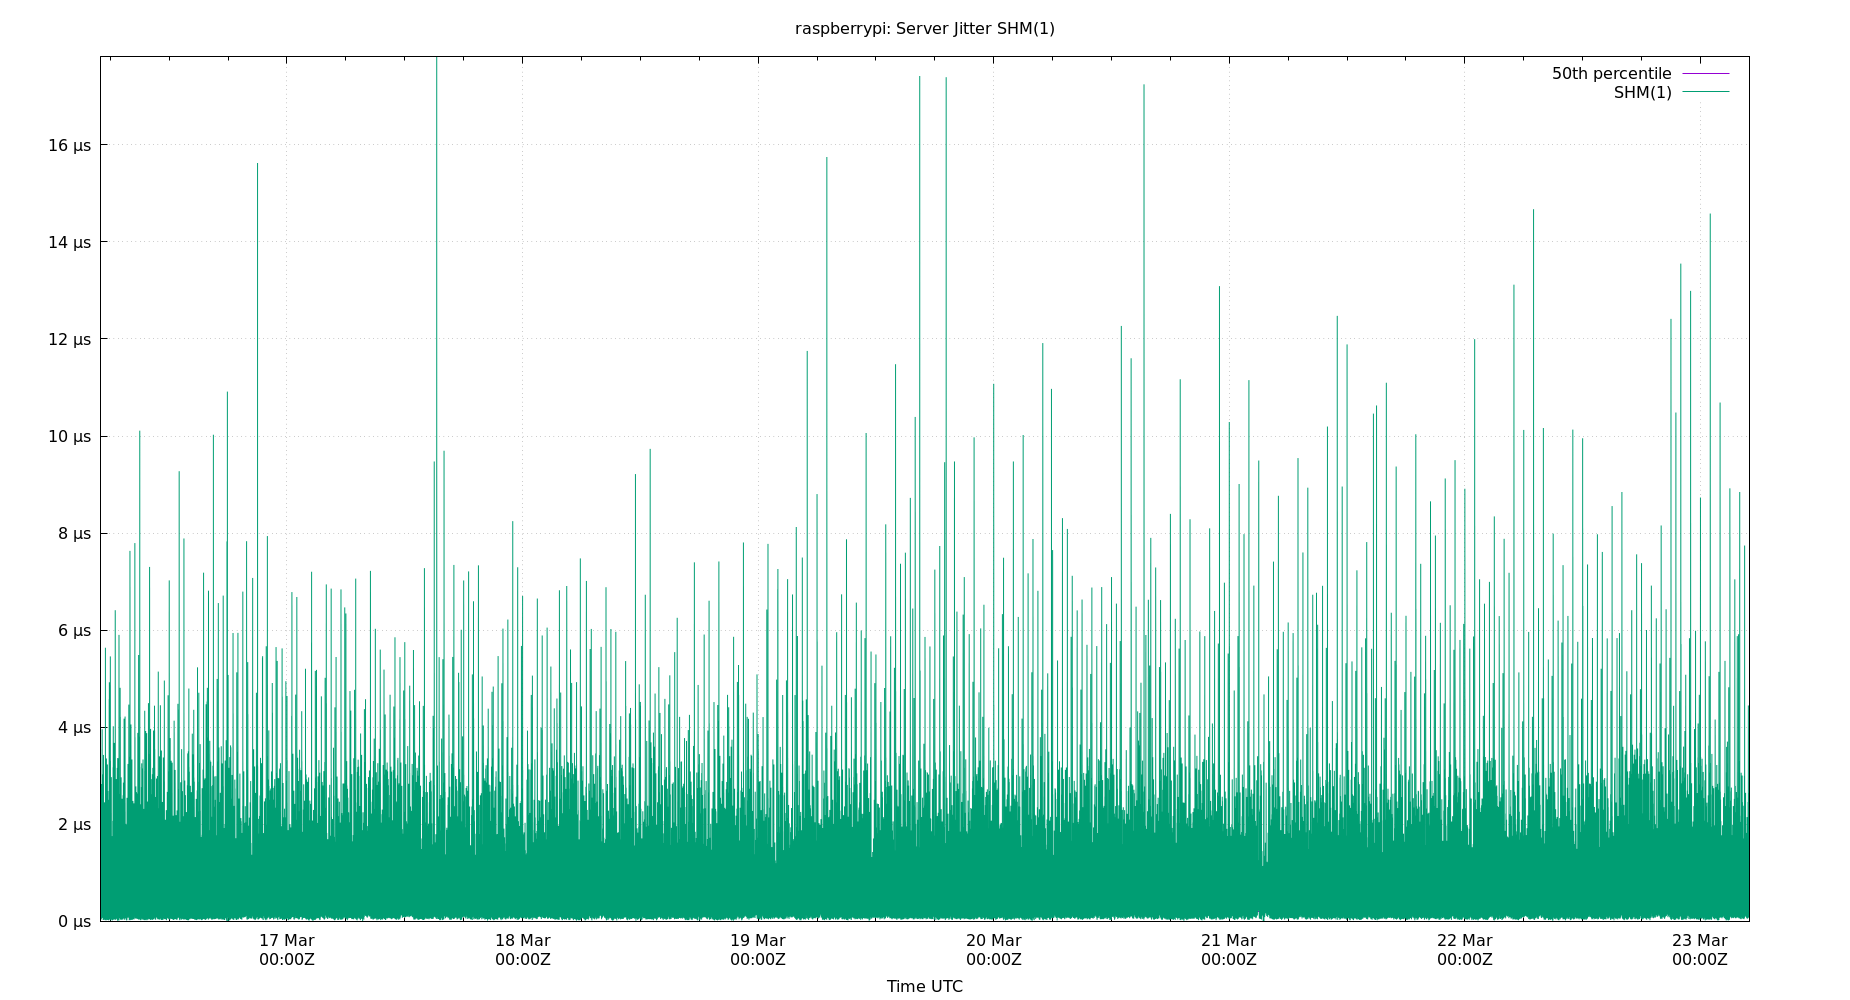 raspberrypi: Server Jitter SHM(1)
50th percentile
SHM(1)
16 µs
14 µs
12 µs
10 µs
8 µs
6 µs
4 µs
2 µs
0 µs
17 Mar 18 Mar 19 Mar 20 Mar 21 Mar 22 Mar 23 Mar
00:00Z 00:00Z 00:00Z 00:00Z 00:00Z 00:00Z 00:00Z
Time UTC